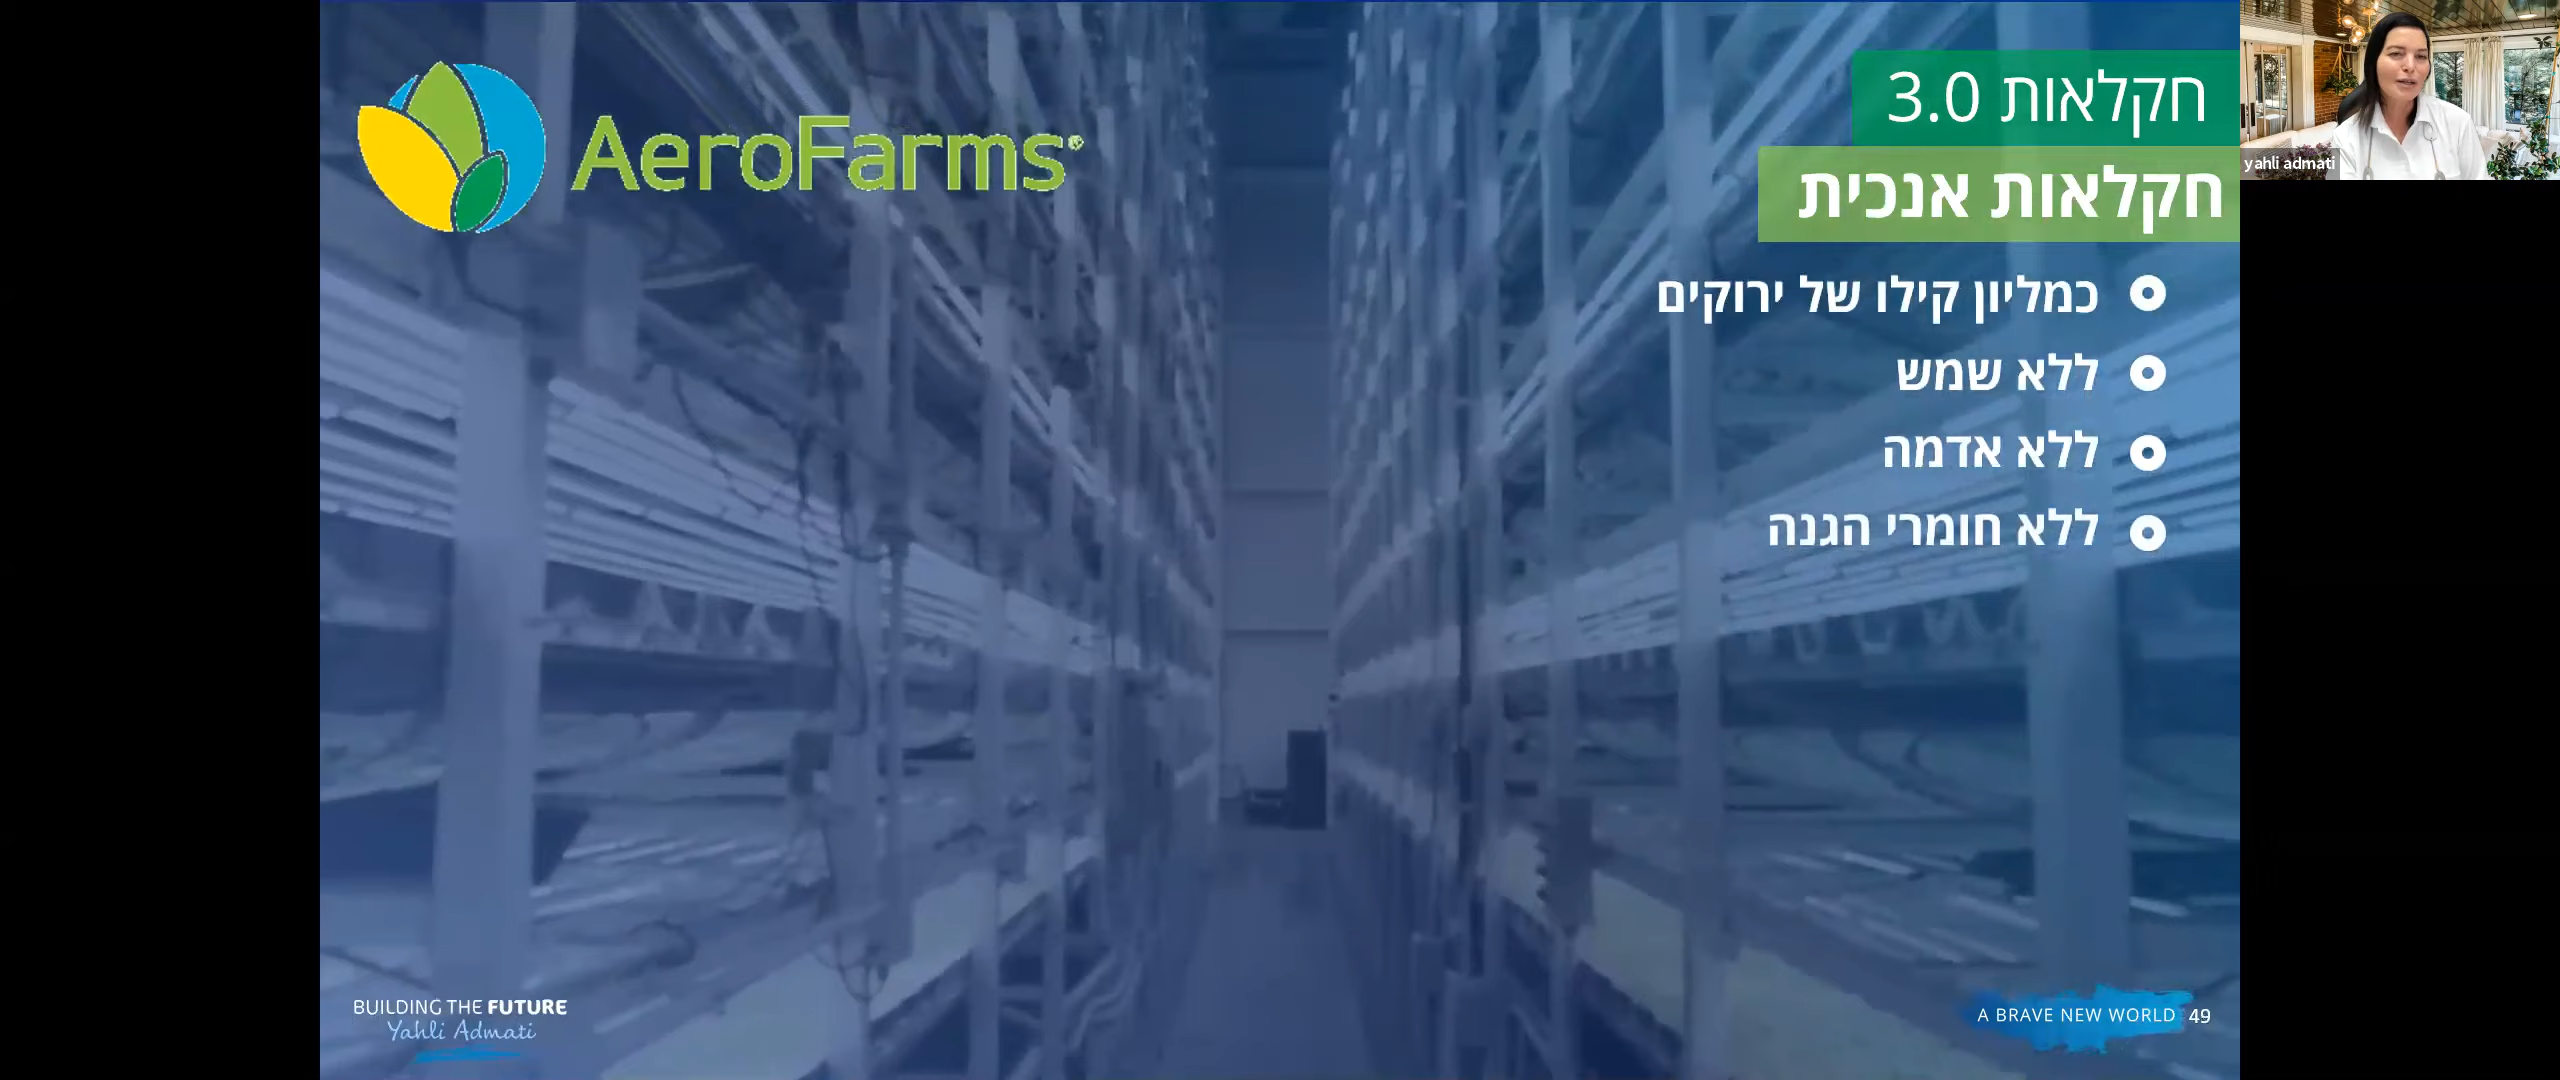 AeroFarms®
חקלאות 3.0
חקלאות אנכית
כמליון קילו של ירוקים
ללא שמש
ללא אדמה
ללא חומרי הגנה
yahli admati
BUILDING THE FUTURE
Yahli Admati
A BRAVE NEW WORLD 49